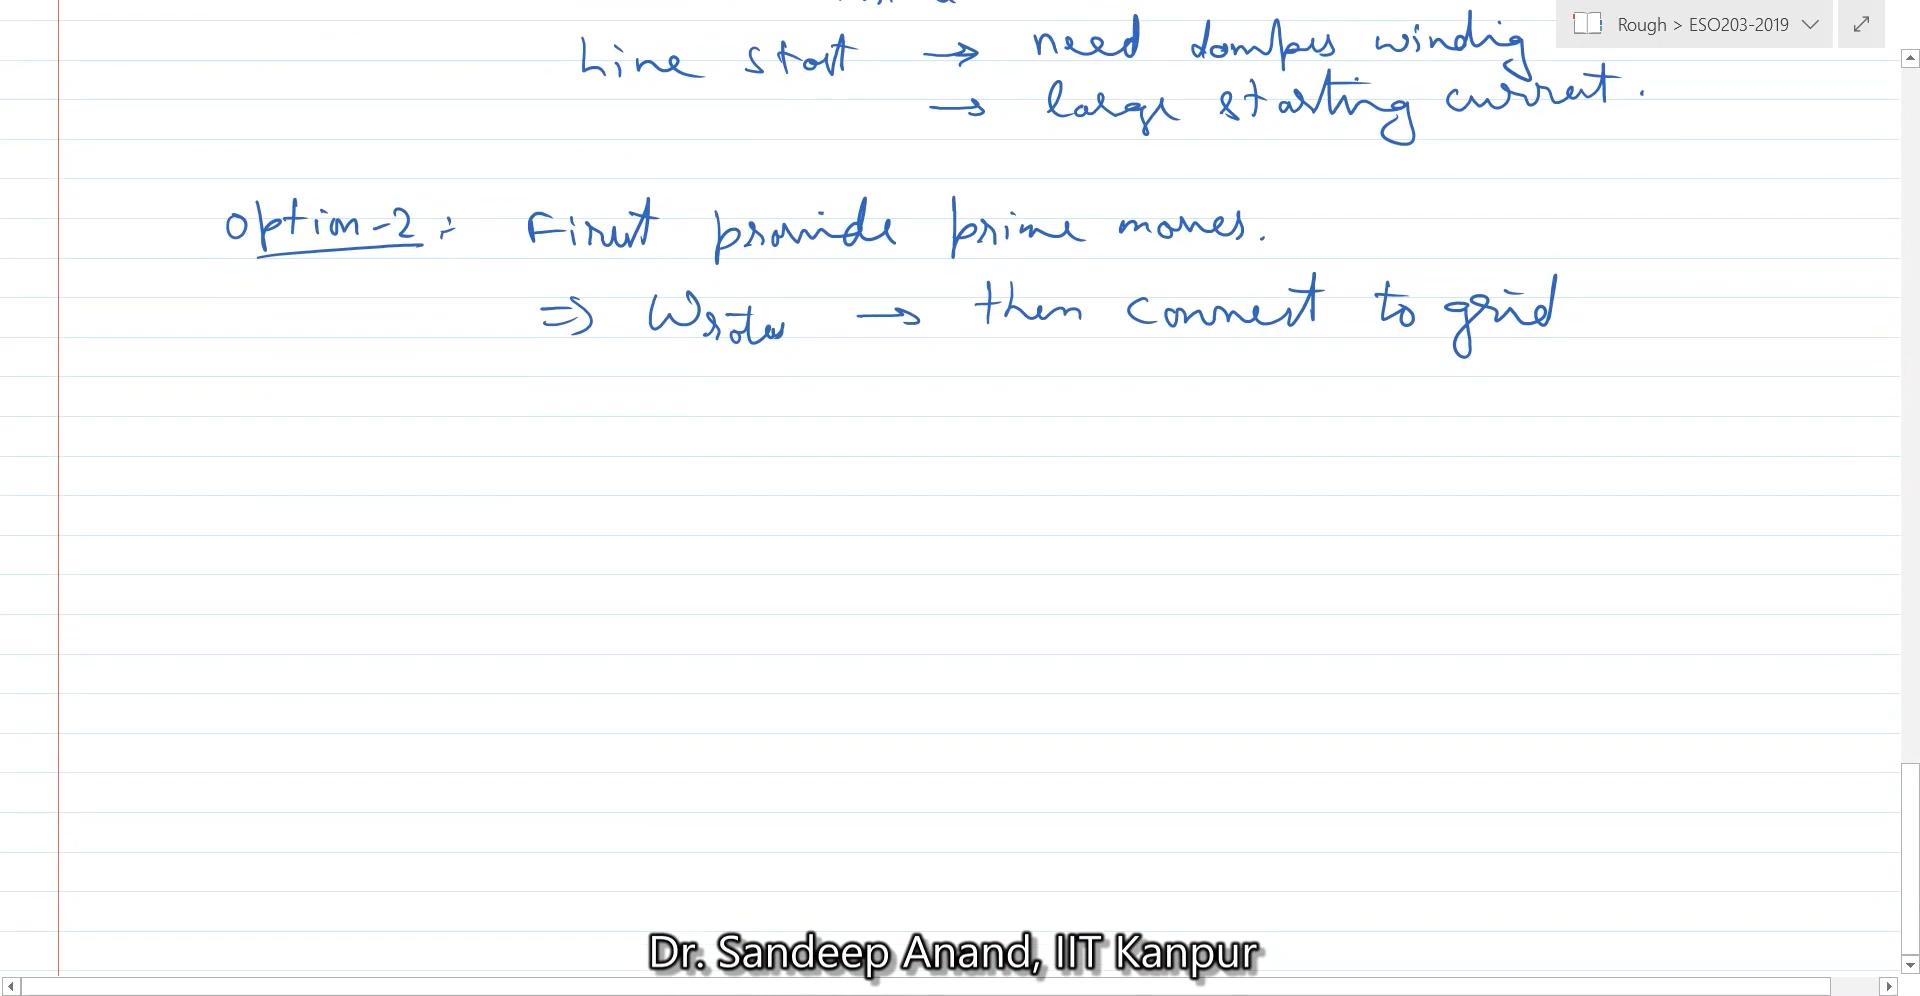 Rough > ESO203-2019
Line start → need damper winding
→ large starting current.
Option-2: First provide prime mover.
⇒ ωrotor → then connect to grid
Dr. Sandeep Anand, IIT Kanpur